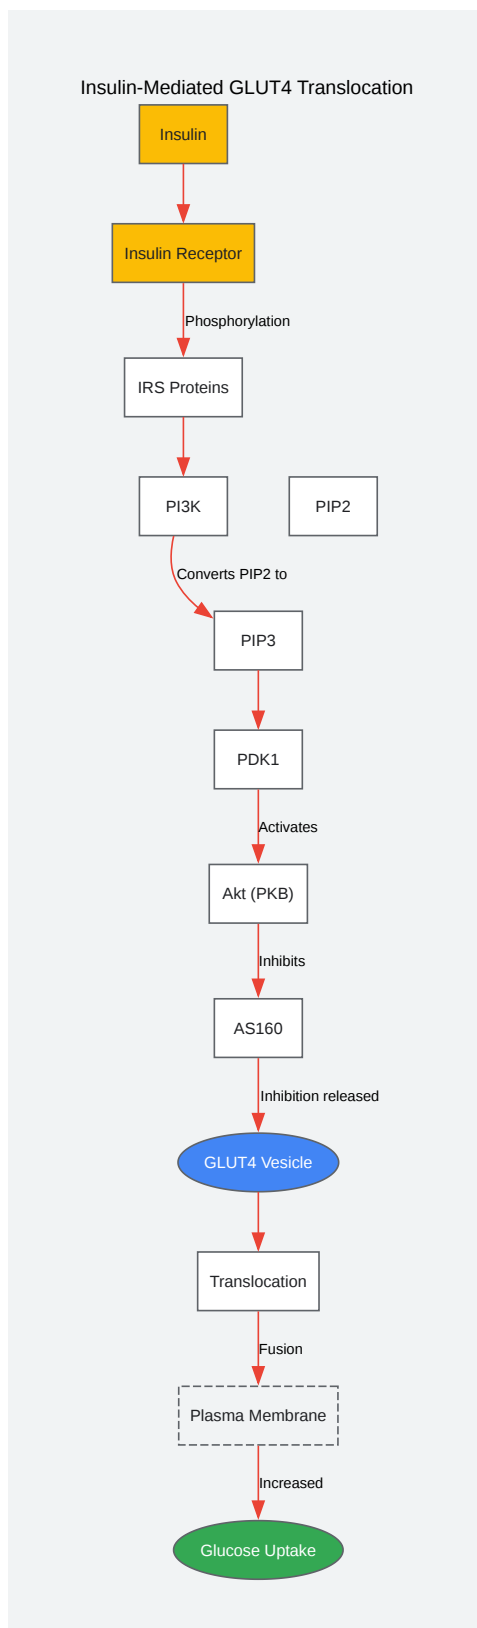 Insulin-Mediated GLUT4 Translocation
Insulin
Insulin Receptor
Phosphorylation
IRS Proteins
PI3K
PIP2
Converts PIP2 to
PIP3
PDK1
Activates
Akt (PKB)
Inhibits
AS160
Inhibition released
GLUT4 Vesicle
Translocation
Fusion
Plasma Membrane
Increased
Glucose Uptake